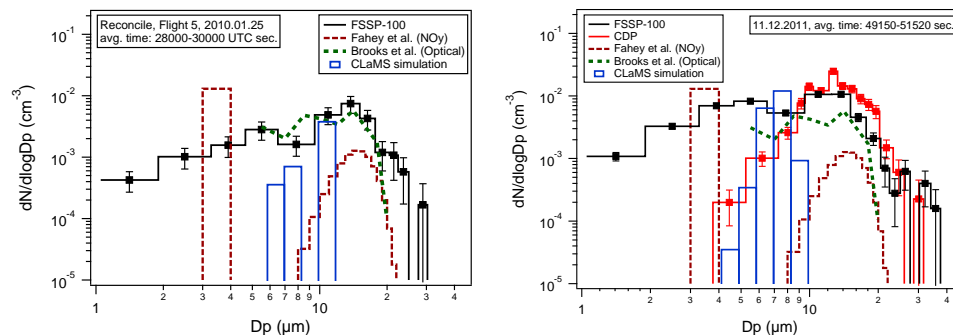 Reconcile, Flight 5, 2010.01.25
avg. time: 28000-30000 UTC sec.
FSSP-100
Fahey et al. (NOy)
Brooks et al. (Optical)
CLaMS simulation
dN/dlogDp (cm⁻³)
10⁻¹
10⁻²
10⁻³
10⁻⁴
10⁻⁵
1 2 3 4 5 6 7 8 9 10 2 3 4
Dp (µm)
FSSP-100
CDP
Fahey et al. (NOy)
Brooks et al. (Optical)
CLaMS simulation
11.12.2011, avg. time: 49150-51520 sec.
dN/dlogDp (cm⁻³)
10⁻¹
10⁻²
10⁻³
10⁻⁴
10⁻⁵
1 2 3 4 5 6 7 8 9 10 2 3 4
Dp (µm)